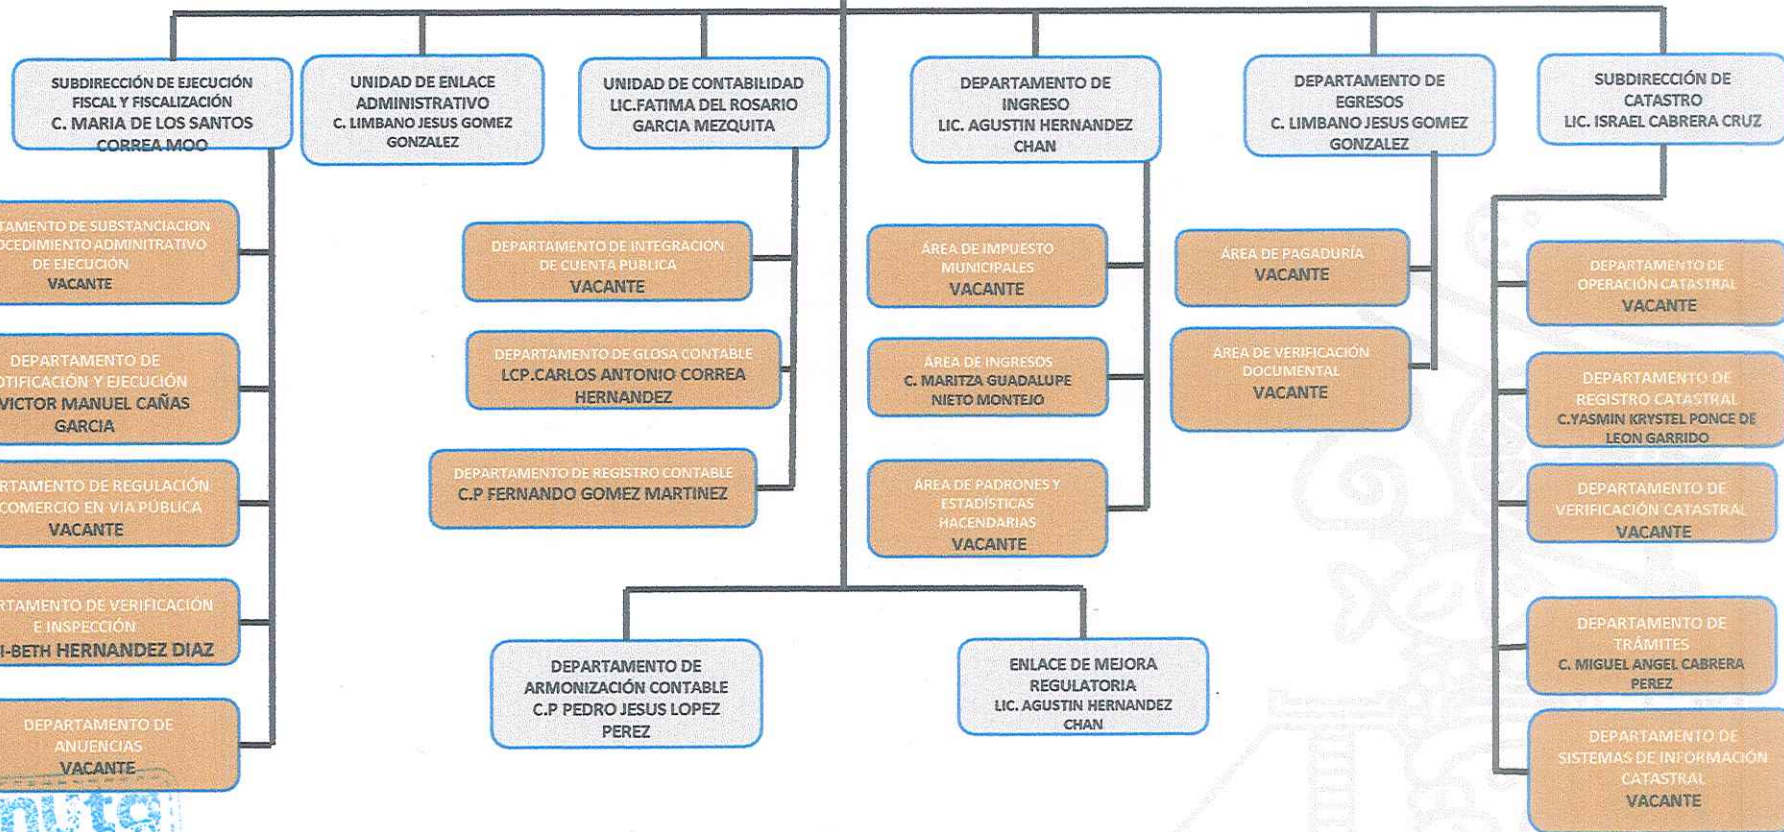 SUBDIRECCIÓN DE EJECUCIÓN
FISCAL Y FISCALIZACIÓN
C. MARIA DE LOS SANTOS
CORREA MOO
UNIDAD DE ENLACE
ADMINISTRATIVO
C. LIMBANO JESUS GOMEZ
GONZALEZ
UNIDAD DE CONTABILIDAD
LIC.FATIMA DEL ROSARIO
GARCIA MEZQUITA
DEPARTAMENTO DE
INGRESO
LIC. AGUSTIN HERNANDEZ
CHAN
DEPARTAMENTO DE
EGRESOS
C. LIMBANO JESUS GOMEZ
GONZALEZ
SUBDIRECCIÓN DE
CATASTRO
LIC. ISRAEL CABRERA CRUZ
TAMENTO DE SUBSTANCIACION
OCEDIMIENTO ADMINITRATIVO
DE EJECUCIÓN
VACANTE
DEPARTAMENTO DE
OTIFICACIÓN Y EJECUCIÓN
VICTOR MANUEL CAÑAS
GARCIA
RTAMENTO DE REGULACIÓN
COMERCIO EN VIA PÚBLICA
VACANTE
RTAMENTO DE VERIFICACIÓN
E INSPECCIÓN
I-BETH HERNANDEZ DIAZ
DEPARTAMENTO DE
ANUENCIAS
VACANTE
DEPARTAMENTO DE INTEGRACION
DE CUENTA PUBLICA
VACANTE
DEPARTAMENTO DE GLOSA CONTABLE
LCP.CARLOS ANTONIO CORREA
HERNANDEZ
DEPARTAMENTO DE REGISTRO CONTABLE
C.P FERNANDO GOMEZ MARTINEZ
ÁREA DE IMPUESTO
MUNICIPALES
VACANTE
ÁREA DE INGRESOS
C. MARITZA GUADALUPE
NIETO MONTEJO
ÁREA DE PADRONES Y
ESTADÍSTICAS
HACENDARIAS
VACANTE
ÁREA DE PAGADURÍA
VACANTE
ÁREA DE VERIFICACIÓN
DOCUMENTAL
VACANTE
DEPARTAMENTO DE
OPERACIÓN CATASTRAL
VACANTE
DEPARTAMENTO DE
REGISTRO CATASTRAL
C.YASMIN KRYSTEL PONCE DE
LEON GARRIDO
DEPARTAMENTO DE
VERIFICACIÓN CATASTRAL
VACANTE
DEPARTAMENTO DE
TRÁMITES
C. MIGUEL ANGEL CABRERA
PEREZ
DEPARTAMENTO DE
SISTEMAS DE INFORMACIÓN
CATASTRAL
VACANTE
DEPARTAMENTO DE
ARMONIZACIÓN CONTABLE
C.P PEDRO JESUS LOPEZ
PEREZ
ENLACE DE MEJORA
REGULATORIA
LIC. AGUSTIN HERNANDEZ
CHAN